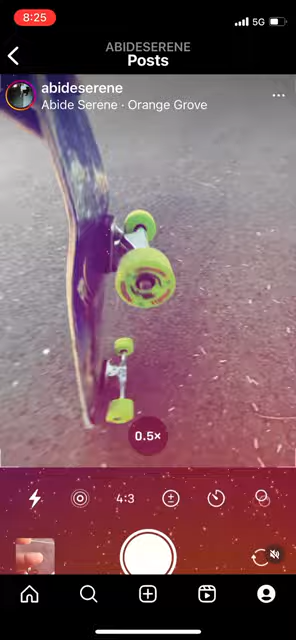 8:25
5G
ABIDESERENE
Posts
abideserene
Abide Serene · Orange Grove
0.5×
4:3